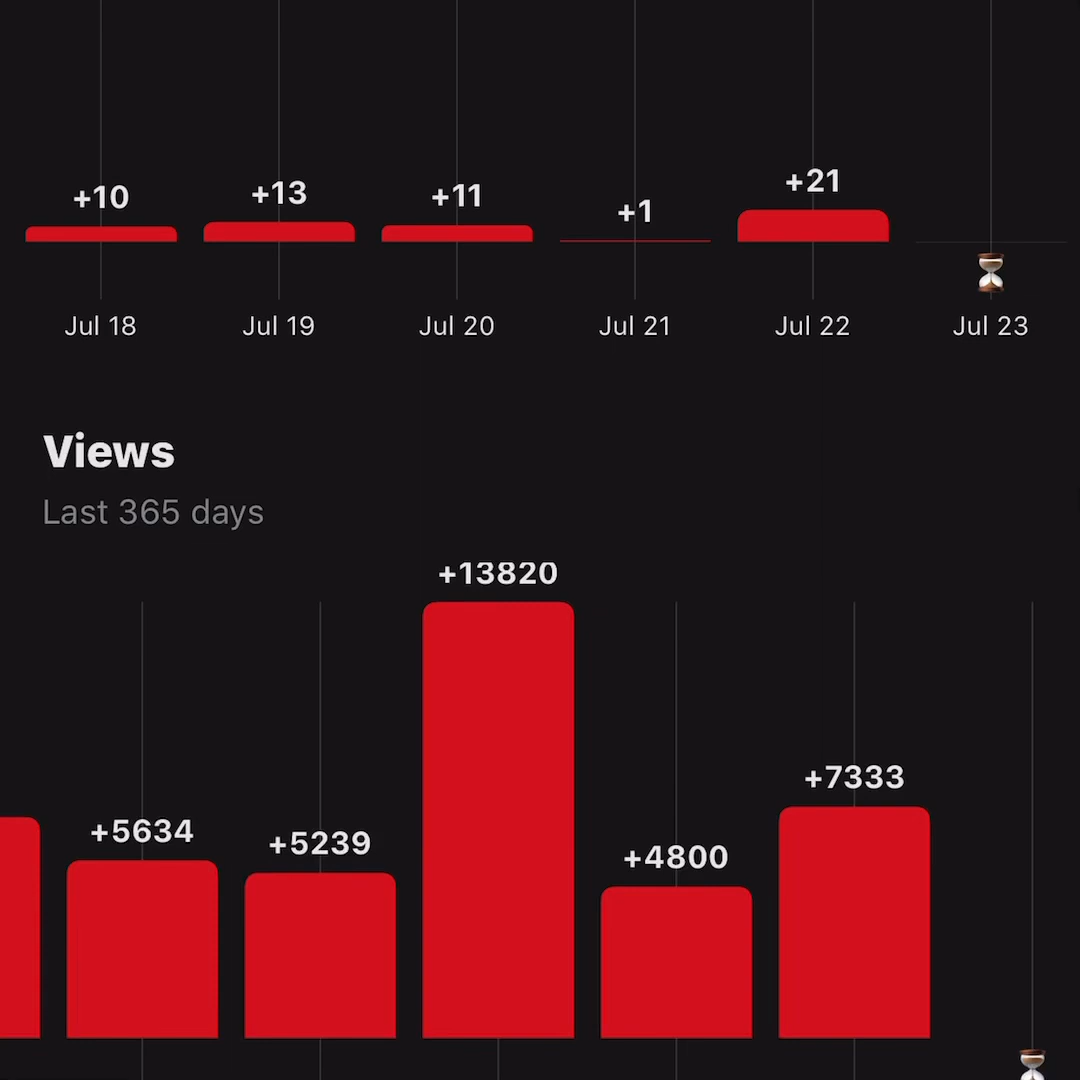 +10 +13 +11 +1 +21
Jul 18 Jul 19 Jul 20 Jul 21 Jul 22 Jul 23
Views
Last 365 days
+13820
+7333
+5634 +5239 +4800